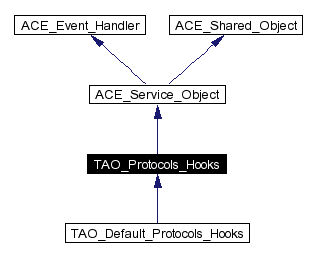 ACE_Event_Handler
ACE_Shared_Object
ACE_Service_Object
TAO_Protocols_Hooks
TAO_Default_Protocols_Hooks